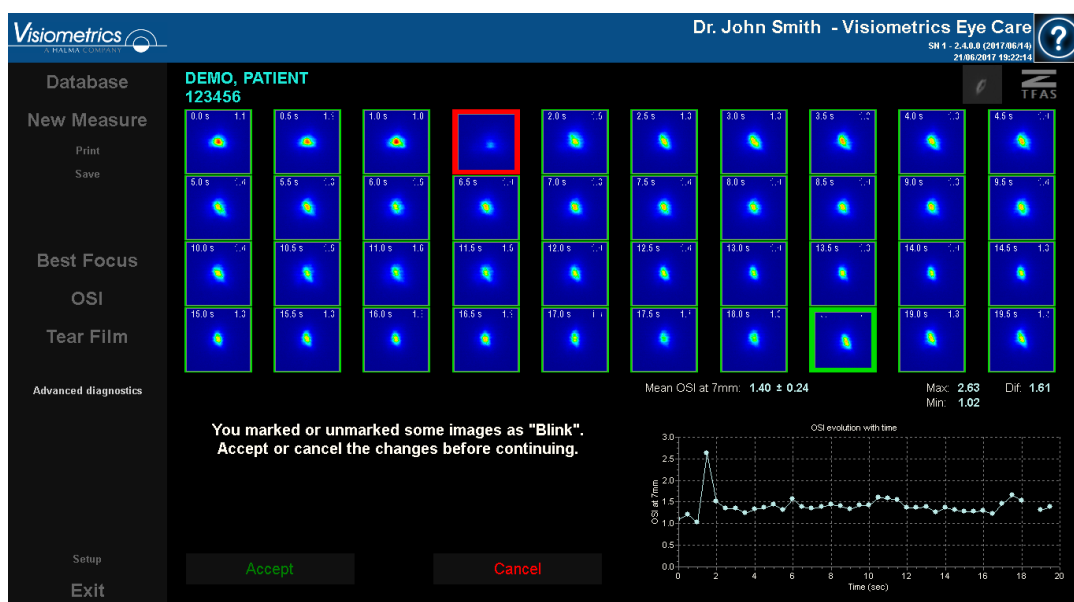 Visiometrics
A HALMA COMPANY
Dr. John Smith - Visiometrics Eye Care
SN 1 - 2.4.0.0 (2017/06/14)
21/06/2017 19:22:14
?
Database
New Measure
Print
Save
Best Focus
OSI
Tear Film
Advanced diagnostics
Setup
Exit
DEMO, PATIENT
123456
TFAS
0.0 s 1.1 0.5 s 1.0 s 1.0 2.0 s 2.5 s 1.3 3.0 s 1.3 3.5 s 4.0 s 4.5 s
5.0 s 5.5 s 6.0 s 6.5 s 7.0 s 7.5 s 8.0 s 8.5 s 9.0 s 9.5 s
10.0 s 10.5 s 11.0 s 11.5 s 12.0 s 12.5 s 13.0 s 13.5 s 14.0 s 14.5 s 1.3
15.0 s 1.3 15.5 s 1.3 16.0 s 16.5 s 17.0 s 17.5 s 18.0 s 19.0 s 1.3 19.5 s
Mean OSI at 7mm: 1.40 ± 0.24
Max: 2.63 Dif: 1.61
Min: 1.02
You marked or unmarked some images as "Blink".
Accept or cancel the changes before continuing.
Accept Cancel
OSI evolution with time
OSI at 7mm
3.0
2.5
2.0
1.5
1.0
0.5
0.0
0 2 4 6 8 10 12 14 16 18 20
Time (sec)